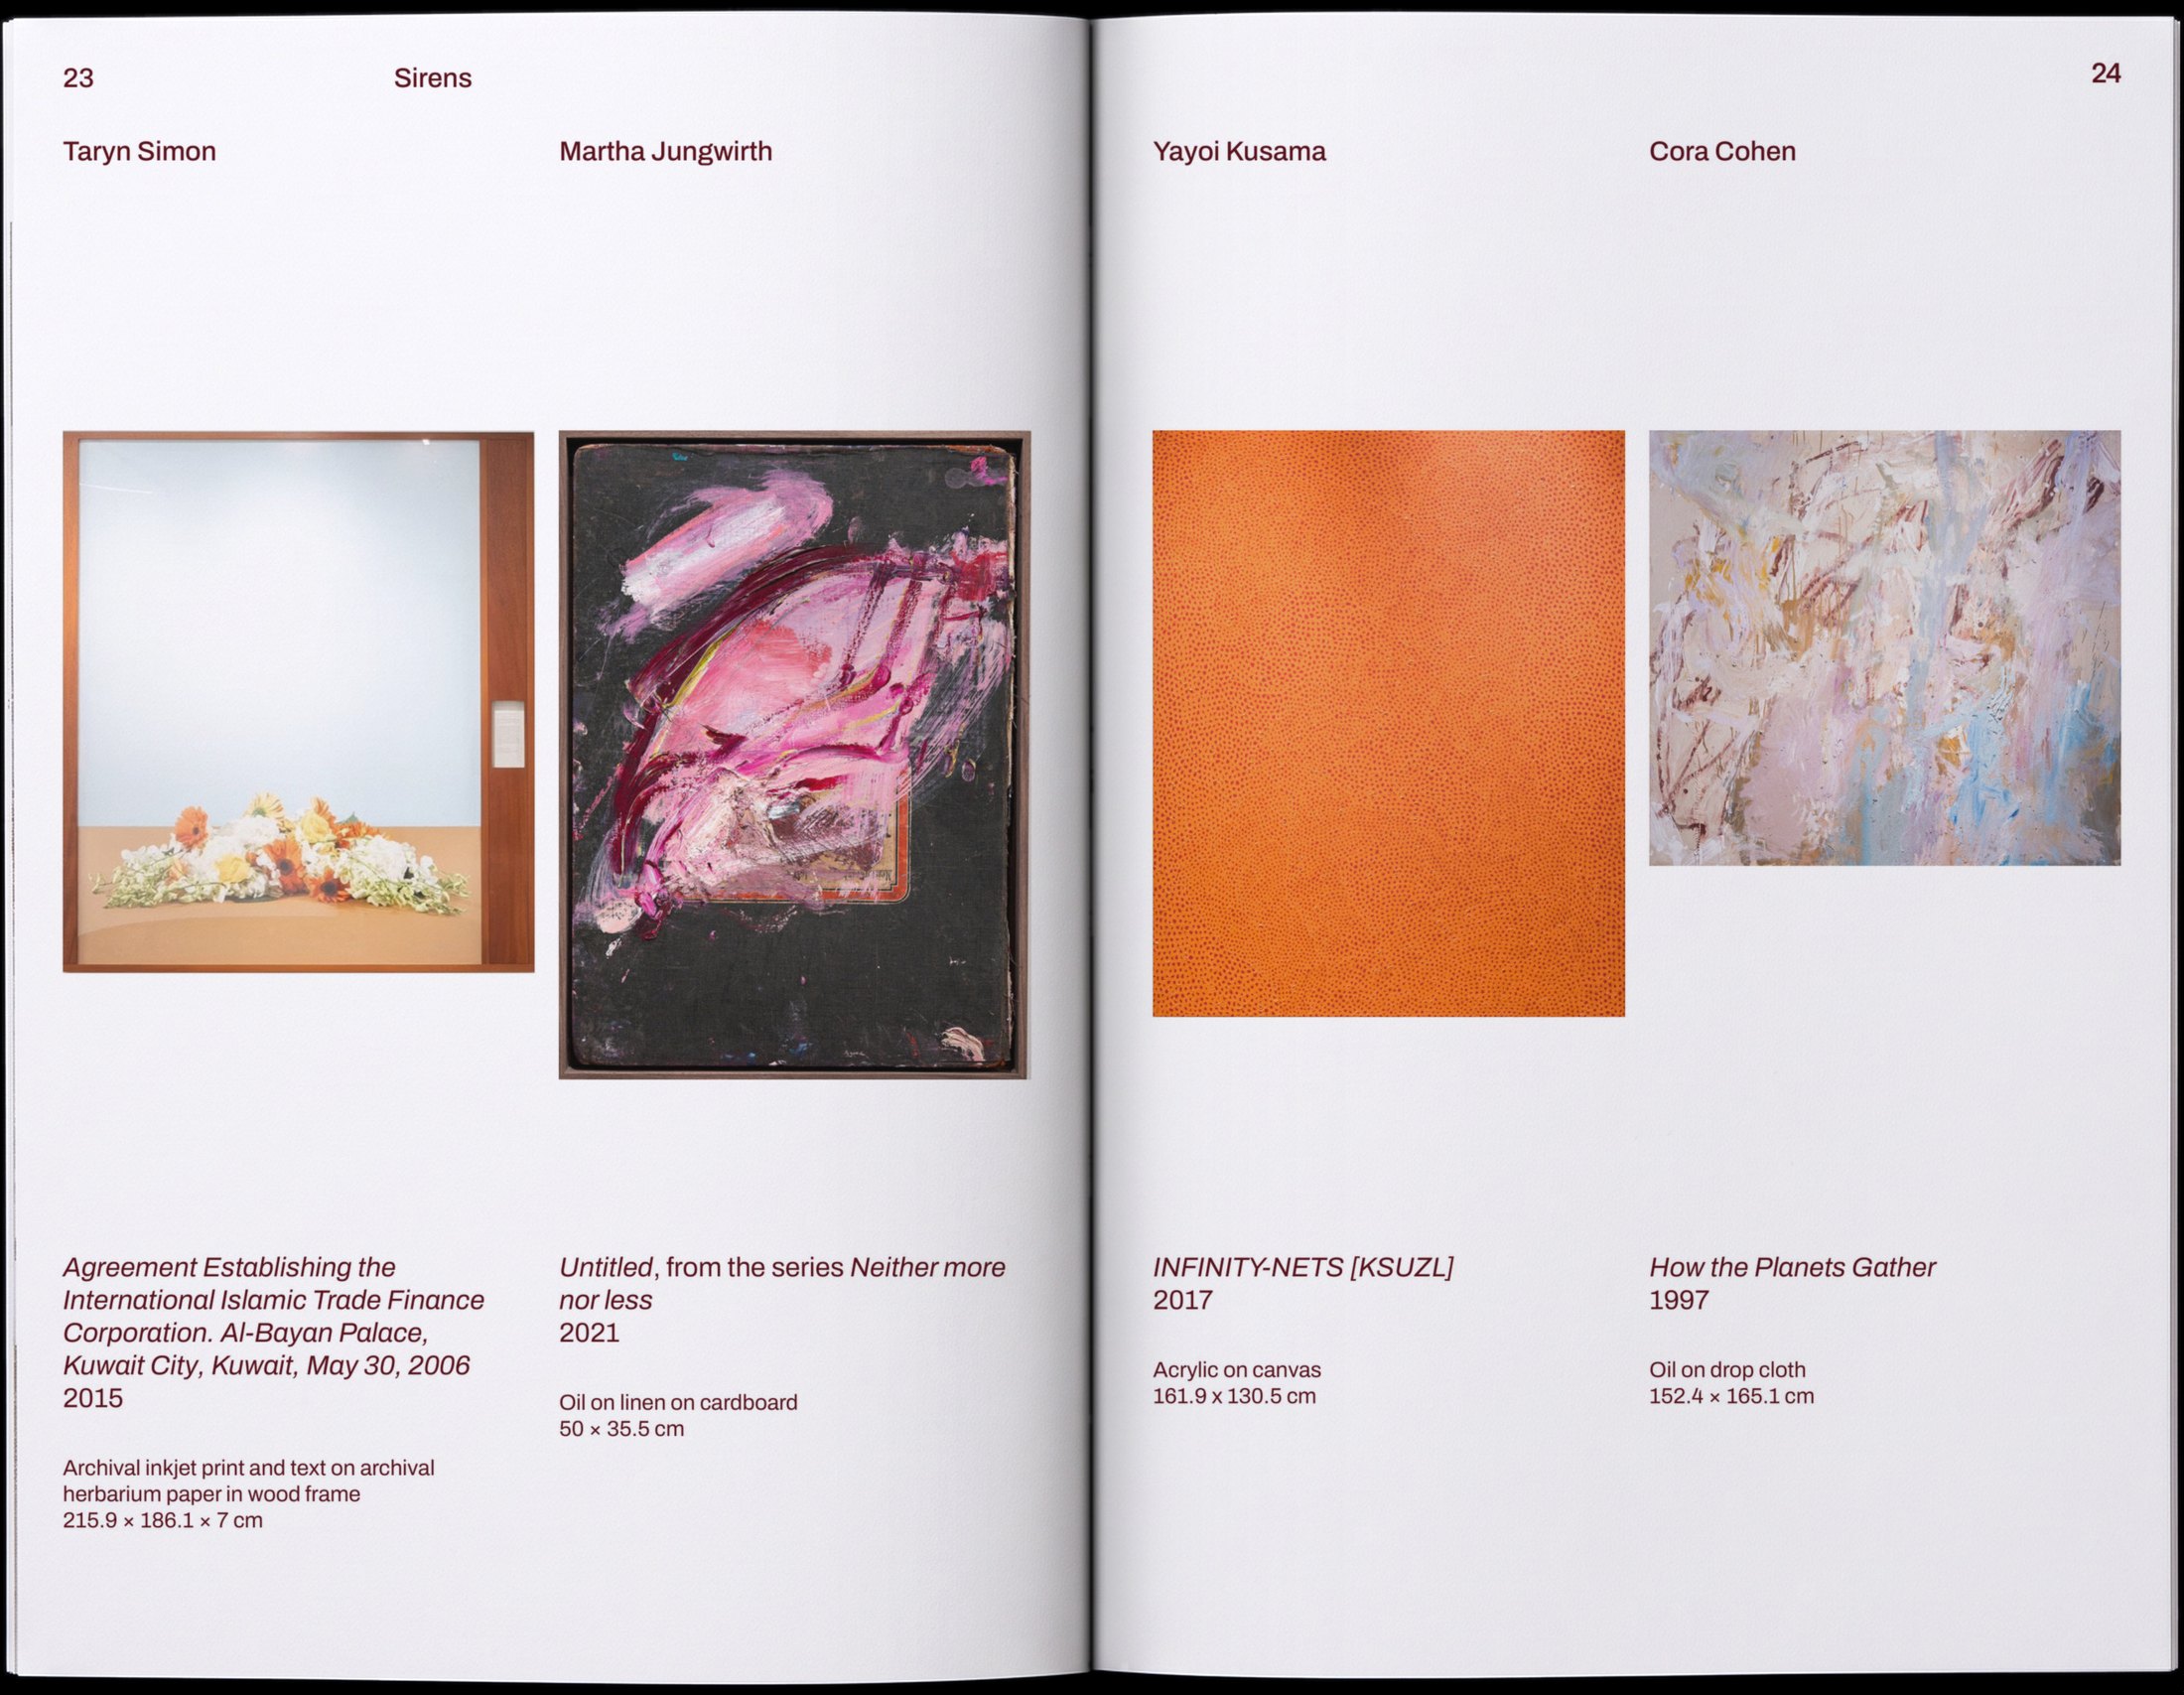 23
Sirens
24
Taryn Simon
Martha Jungwirth
Yayoi Kusama
Cora Cohen
Agreement Establishing the
International Islamic Trade Finance
Corporation. Al-Bayan Palace,
Kuwait City, Kuwait, May 30, 2006
2015
Archival inkjet print and text on archival
herbarium paper in wood frame
215.9 × 186.1 × 7 cm
Untitled, from the series Neither more
nor less
2021
Oil on linen on cardboard
50 × 35.5 cm
INFINITY-NETS [KSUZL]
2017
Acrylic on canvas
161.9 x 130.5 cm
How the Planets Gather
1997
Oil on drop cloth
152.4 × 165.1 cm